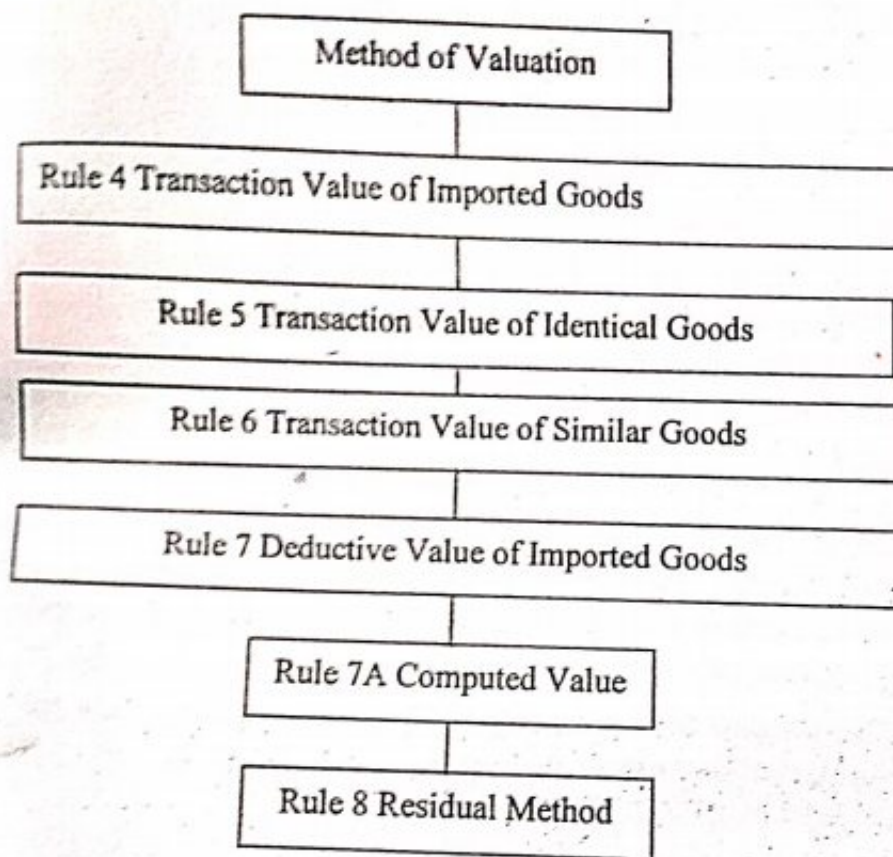 Method of Valuation
Rule 4 Transaction Value of Imported Goods
Rule 5 Transaction Value of Identical Goods
Rule 6 Transaction Value of Similar Goods
Rule 7 Deductive Value of Imported Goods
Rule 7A Computed Value
Rule 8 Residual Method